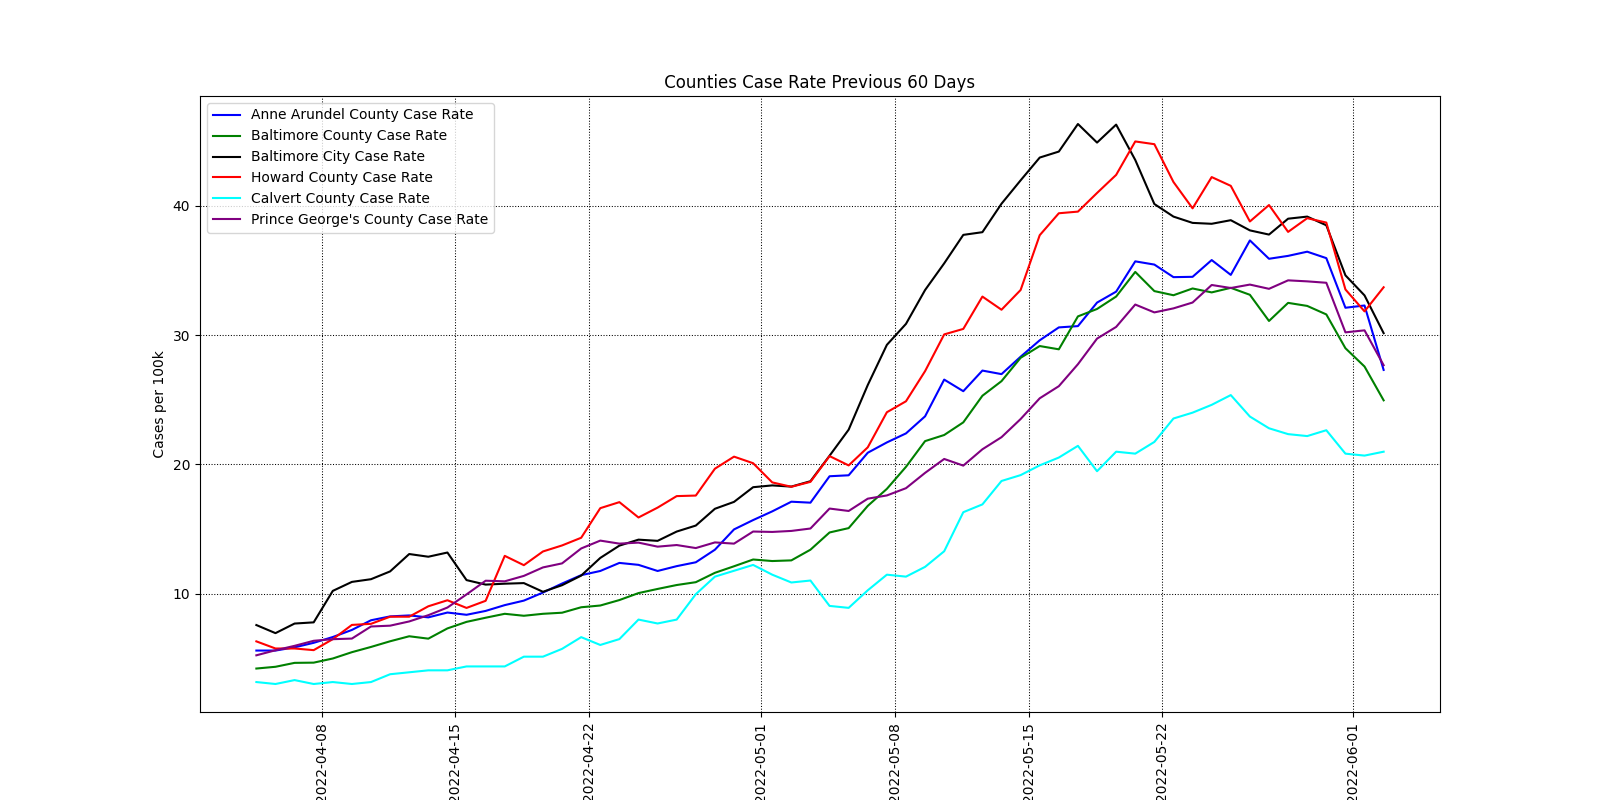 Counties Case Rate Previous 60 Days
Anne Arundel County Case Rate
Baltimore County Case Rate
Baltimore City Case Rate
Howard County Case Rate
Calvert County Case Rate
Prince George's County Case Rate
Cases per 100k
40
30
20
10
2022-04-08
2022-04-15
2022-04-22
2022-05-01
2022-05-08
2022-05-15
2022-05-22
2022-06-01